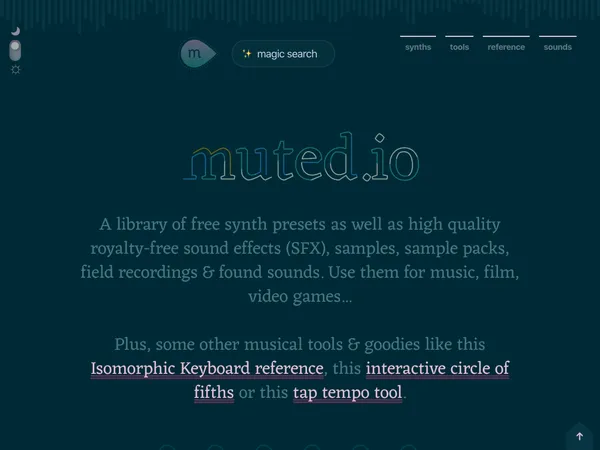 m
✨ magic search
synths
tools
reference
sounds
muted.io
A library of free synth presets as well as high quality
royalty-free sound effects (SFX), samples, sample packs,
field recordings & found sounds. Use them for music, film,
video games...
Plus, some other musical tools & goodies like this
Isomorphic Keyboard reference, this interactive circle of
fifths or this tap tempo tool.